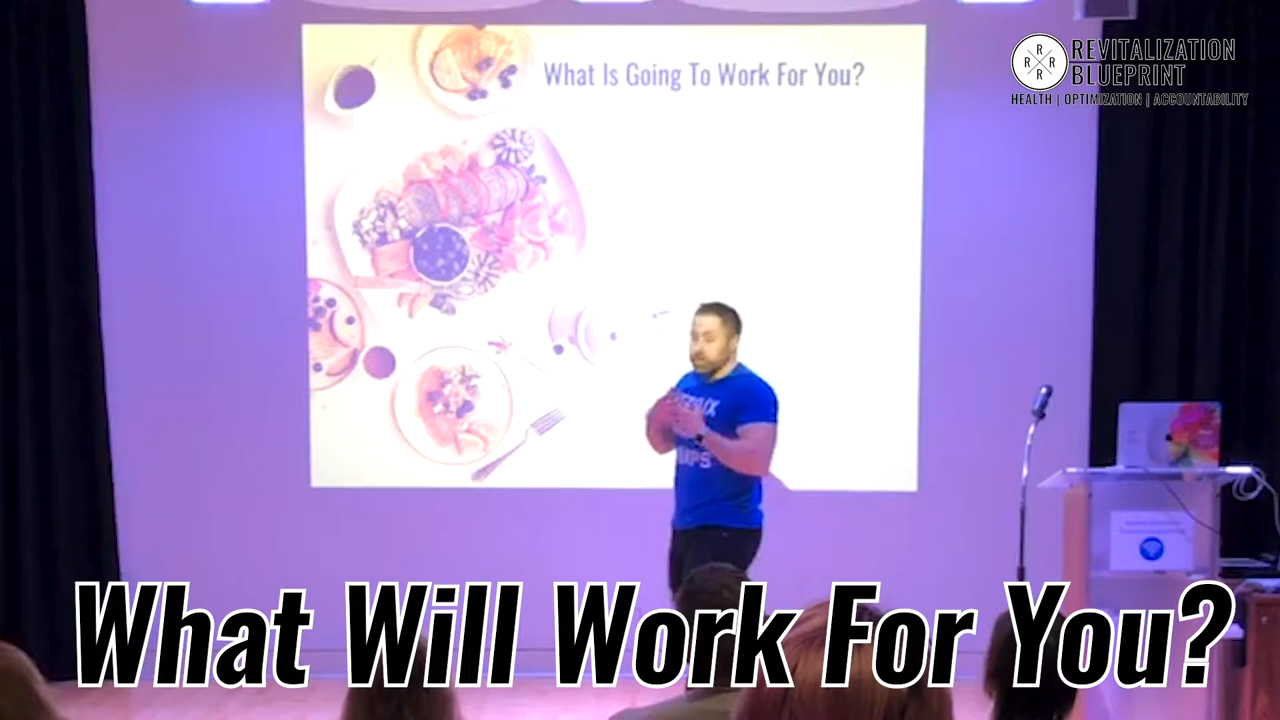 What Is Going To Work For You?
R
R R
R
REVITALIZATION
BLUEPRINT
HEALTH | OPTIMIZATION | ACCOUNTABILITY
What Will Work For You?